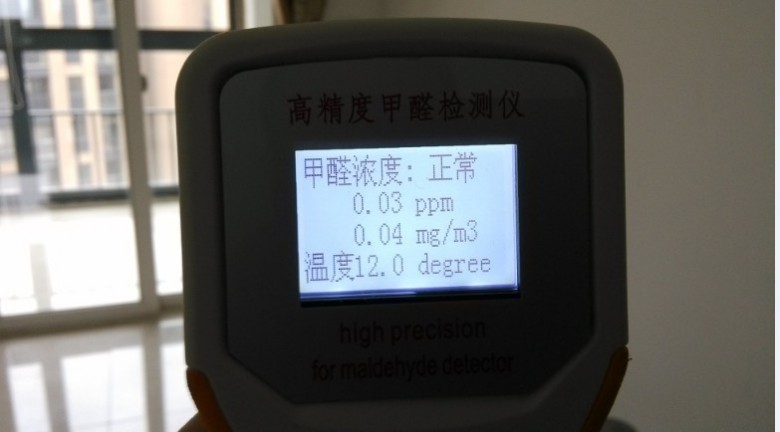 高精度甲醛检测仪
甲醛浓度: 正常
0.03 ppm
0.04 mg/m3
温度12.0 degree
high precision
for maldehyde detector